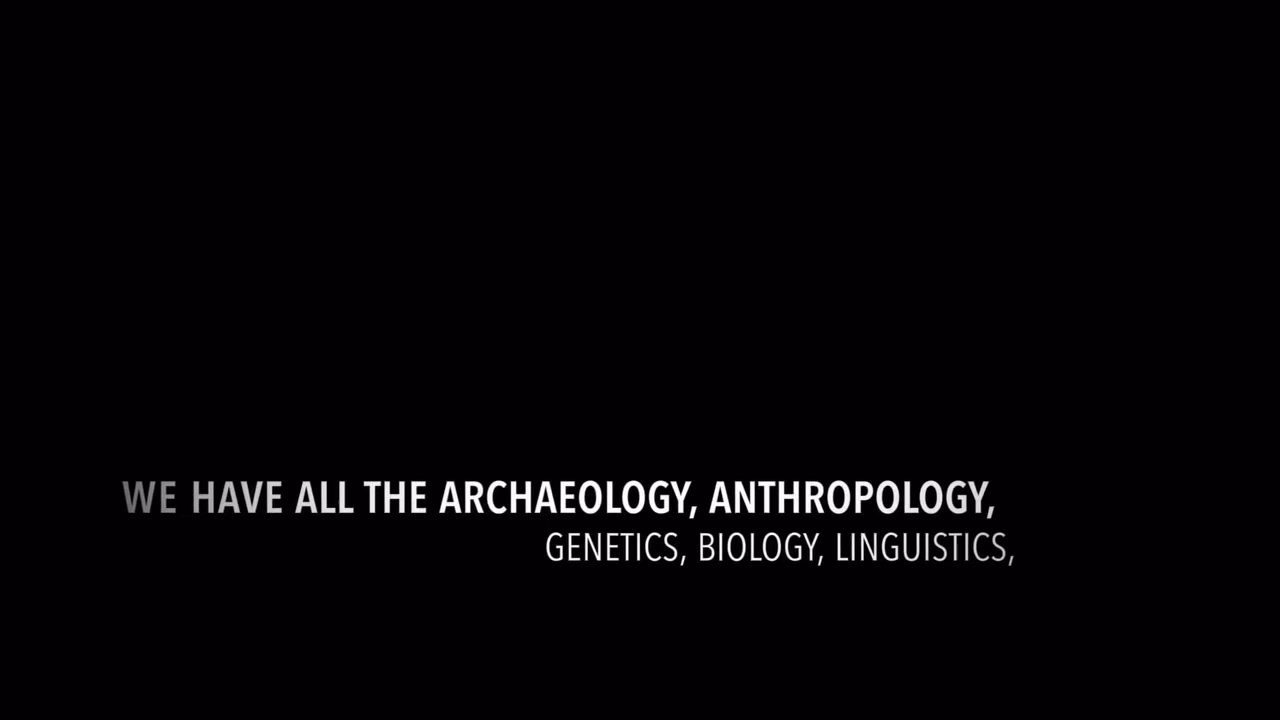 WE HAVE ALL THE ARCHAEOLOGY, ANTHROPOLOGY,
GENETICS, BIOLOGY, LINGUISTICS,